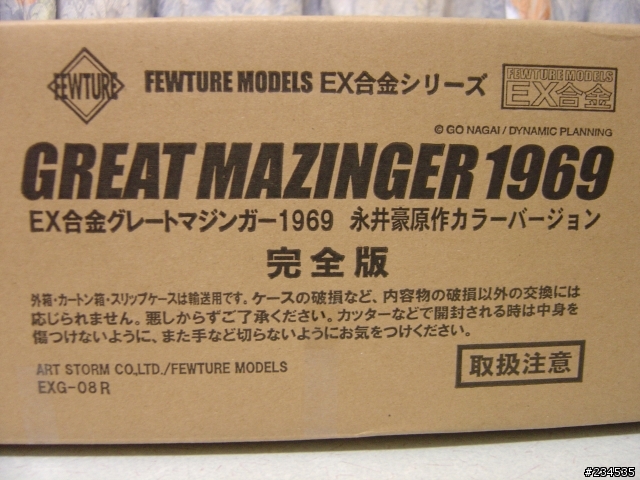 FEWTURE
FEWTURE MODELS EX合金シリーズ
FEWTURE MODELS
EX合金
© GO NAGAI / DYNAMIC PLANNING
GREAT MAZINGER 1969
EX合金グレートマジンガー1969 永井豪原作カラーバージョン
完全版
外箱・カートン箱・スリップケースは輸送用です。ケースの破損など、内容物の破損以外の交換には
応じられません。悪しからずご了承ください。カッターなどで開封される時は中身を
傷つけないように、また手など切らないようにお気をつけください。
ART STORM CO.,LTD./FEWTURE MODELS
EXG-08R
取扱注意
#234535